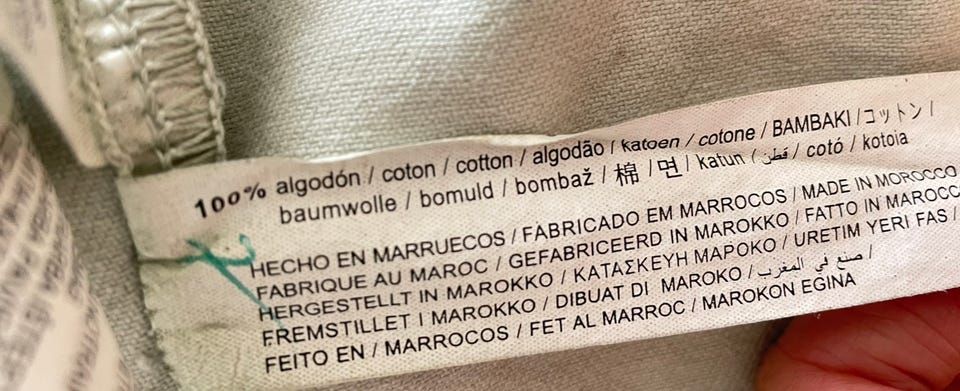 100% algodón / coton / cotton / algodão / katoen / cotone / BAMBAKI / コットン /
baumwolle / bomuld / bombaž / 棉 / 면 / katun / قطن / cotó / kotoia
HECHO EN MARRUECOS / FABRICADO EM MARROCOS / MADE IN MOROCCO
FABRIQUE AU MAROC / GEFABRICEERD IN MAROKKO / FATTO IN MAROCC
HERGESTELLT IN MAROKKO / ΚΑΤΑΣΚΕΥΗ ΜΑΡΟΚΟ / URETIM YERI FAS /
FREMSTILLET I MAROKKO / DIBUAT DI MAROKO / صنع في المغرب /
FEITO EN / MARROCOS / FET AL MARROC / MAROKON EGINA